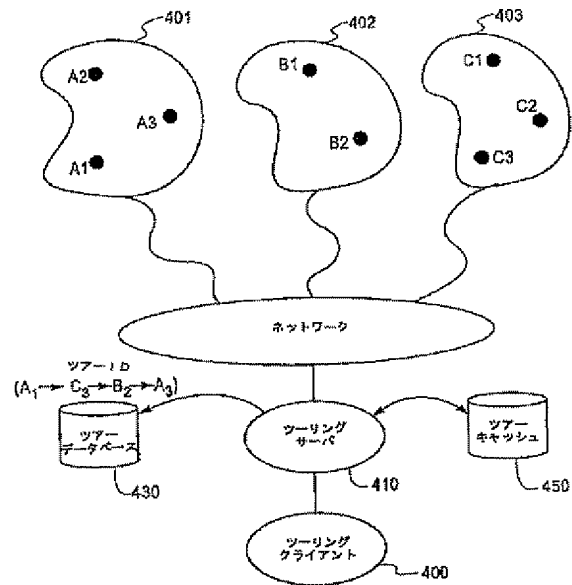 401
402
403
A2
A3
A1
B1
B2
C1
C2
C3
ネットワーク
ツアーID
(A1→C3→B2→A3)
ツアー
データベース
430
ツーリング
サーバ
410
ツアー
キャッシュ
450
ツーリング
クライアント
400